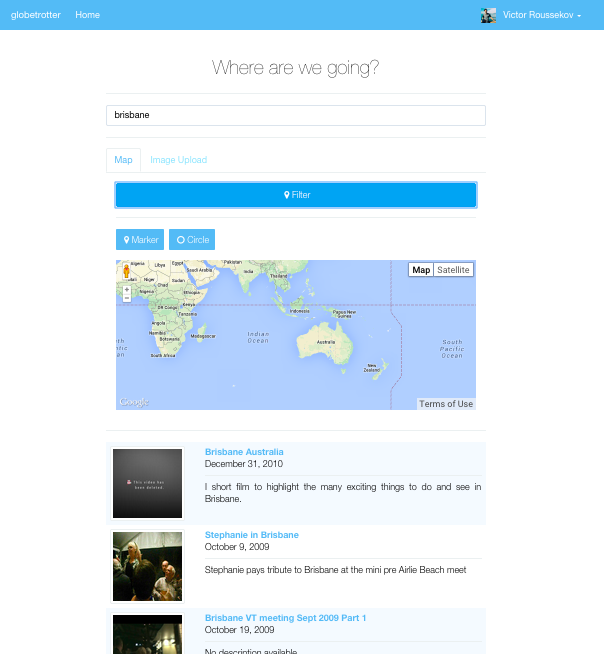 globetrotter Home Victor Roussekov
Where are we going?
brisbane
Map Image Upload
Filter
Marker Circle
Map Satellite
Algeria Libya Egypt Saudi Arabia Pakistan India Thailand
Nigeria Chad Sudan Ethiopia
DR Congo Kenya Tanzania
Angola Namibia Botswana Madagascar
South Africa
Indian
Ocean
Indonesia Papua New
Guinea
Australia
New
Zealand
South
Pacific
Ocean
Google Terms of Use
Brisbane Australia
December 31, 2010
I short film to highlight the many exciting things to do and see in
Brisbane.
This video has
been deleted.
Stephanie in Brisbane
October 9, 2009
Stephanie pays tribute to Brisbane at the mini pre Airlie Beach meet
Brisbane VT meeting Sept 2009 Part 1
October 19, 2009
No description available